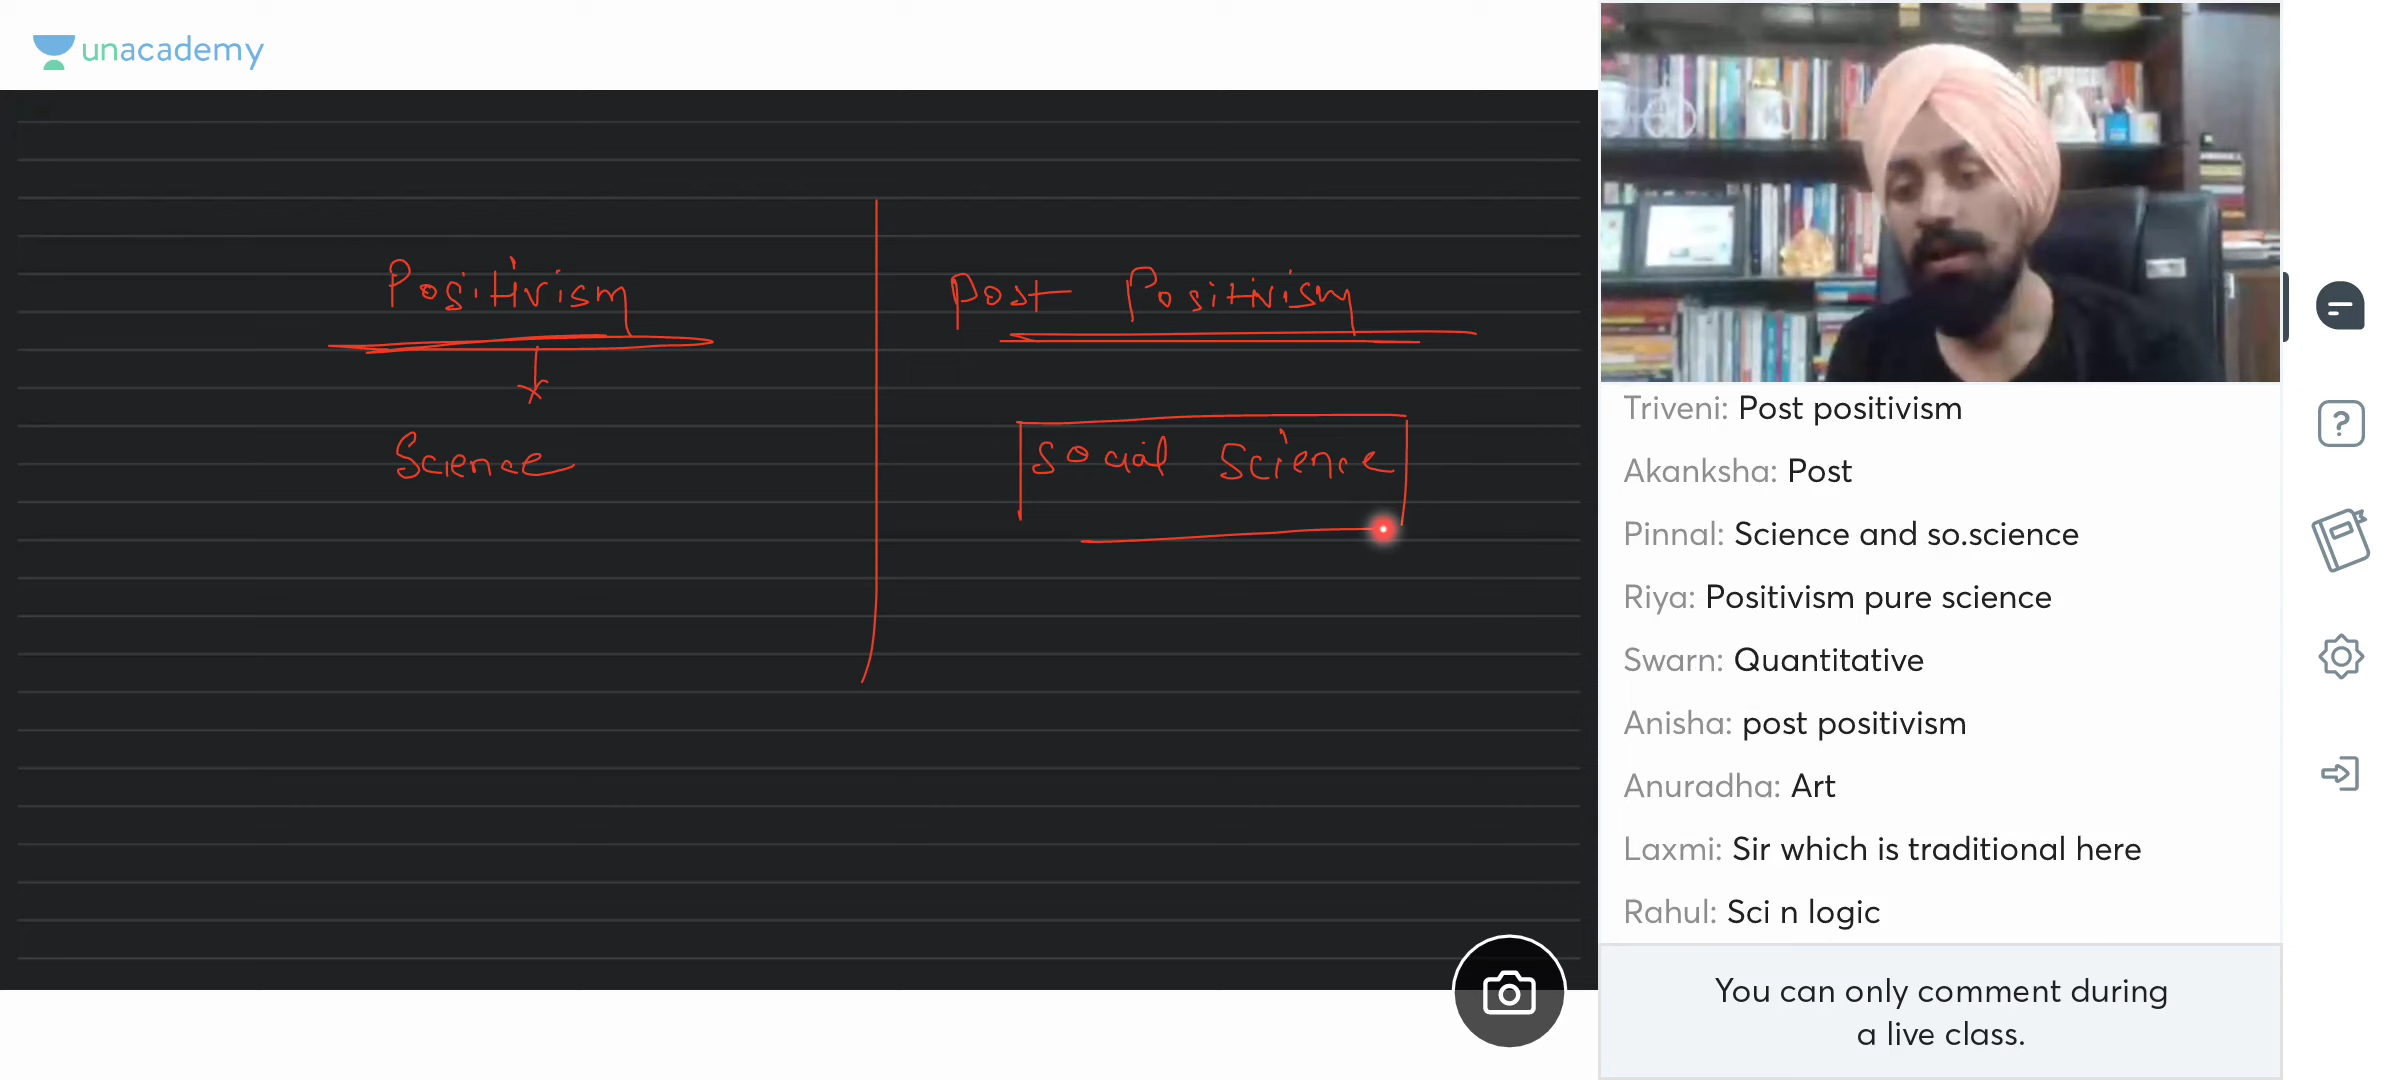 unacademy
Positivism
Post Positivism
Science
Social Science
Triveni: Post positivism
Akanksha: Post
Pinnal: Science and so.science
Riya: Positivism pure science
Swarn: Quantitative
Anisha: post positivism
Anuradha: Art
Laxmi: Sir which is traditional here
Rahul: Sci n logic
You can only comment during
a live class.